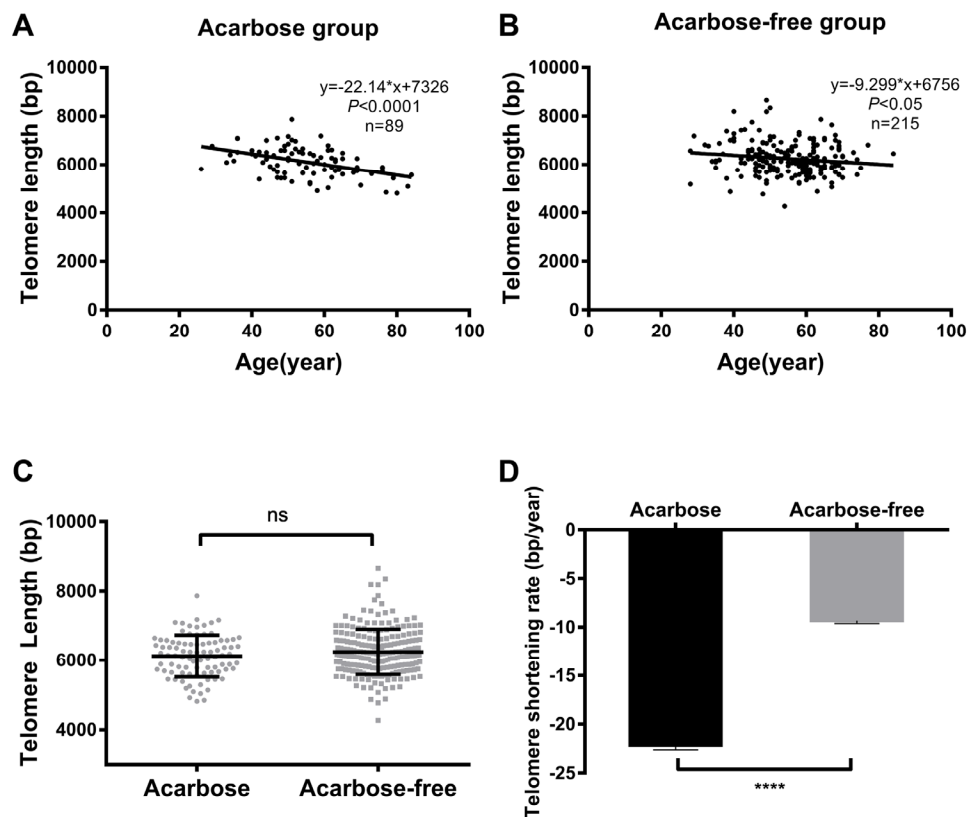 A
Acarbose group
Telomere length (bp)
10000
8000
6000
4000
2000
0
y=-22.14*x+7326
P<0.0001
n=89
0 20 40 60 80 100
Age(year)
B
Acarbose-free group
Telomere length (bp)
10000
8000
6000
4000
2000
0
y=-9.299*x+6756
P<0.05
n=215
0 20 40 60 80 100
Age(year)
C
Telomere Length (bp)
10000
8000
6000
4000
ns
Acarbose Acarbose-free
D
Telomere shortening rate (bp/year)
Acarbose Acarbose-free
0
-5
-10
-15
-20
-25
****